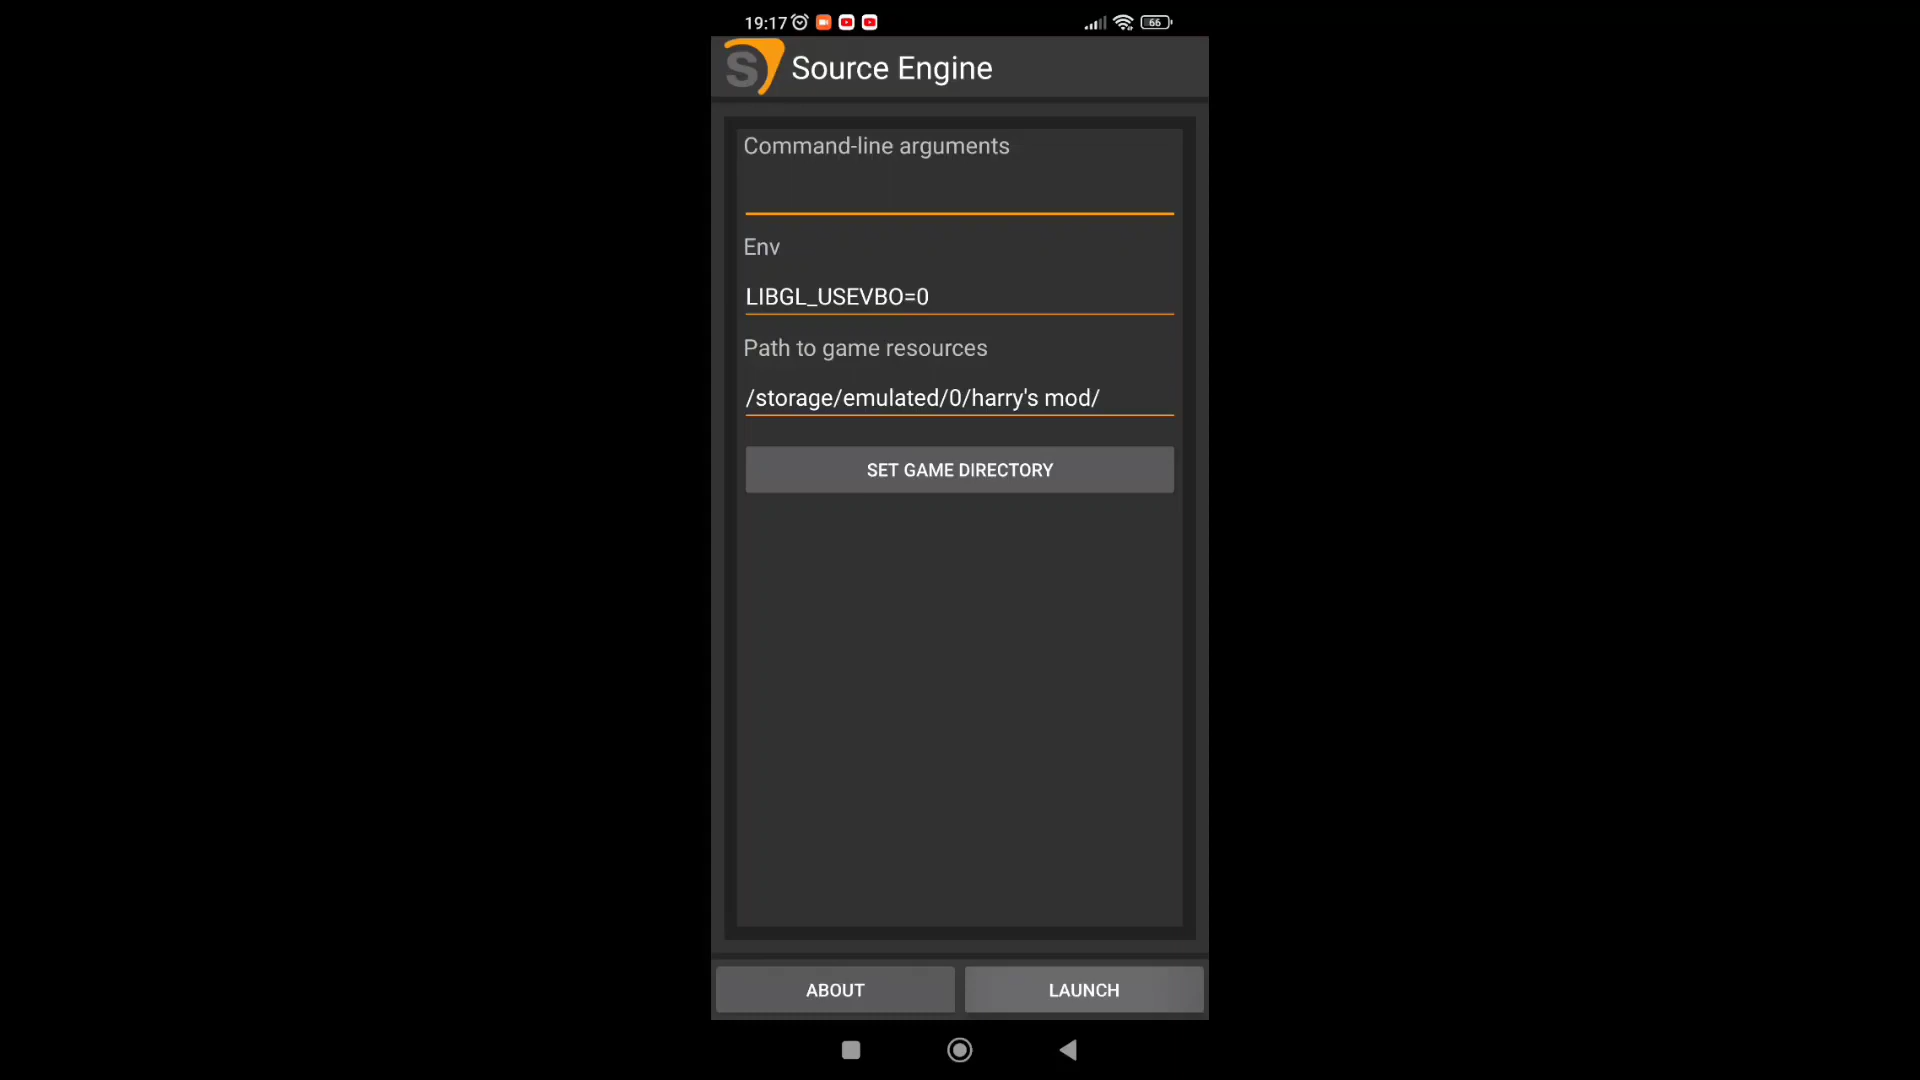 19:17
66
S
Source Engine
Command-line arguments
Env
LIBGL_USEVBO=0
Path to game resources
/storage/emulated/0/harry's mod/
SET GAME DIRECTORY
ABOUT
LAUNCH